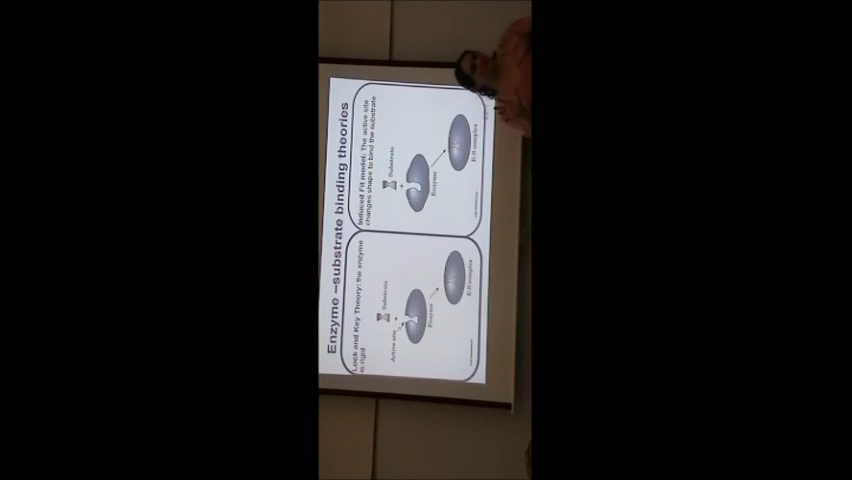 Enzyme –substrate binding theories
Lock and Key Theory: the enzyme
is rigid
Substrate
+
Active site
Enzyme
E-S complex
Induced Fit model: The active site
changes shape to bind the substrate
Substrate
+
Enzyme
E-S complex